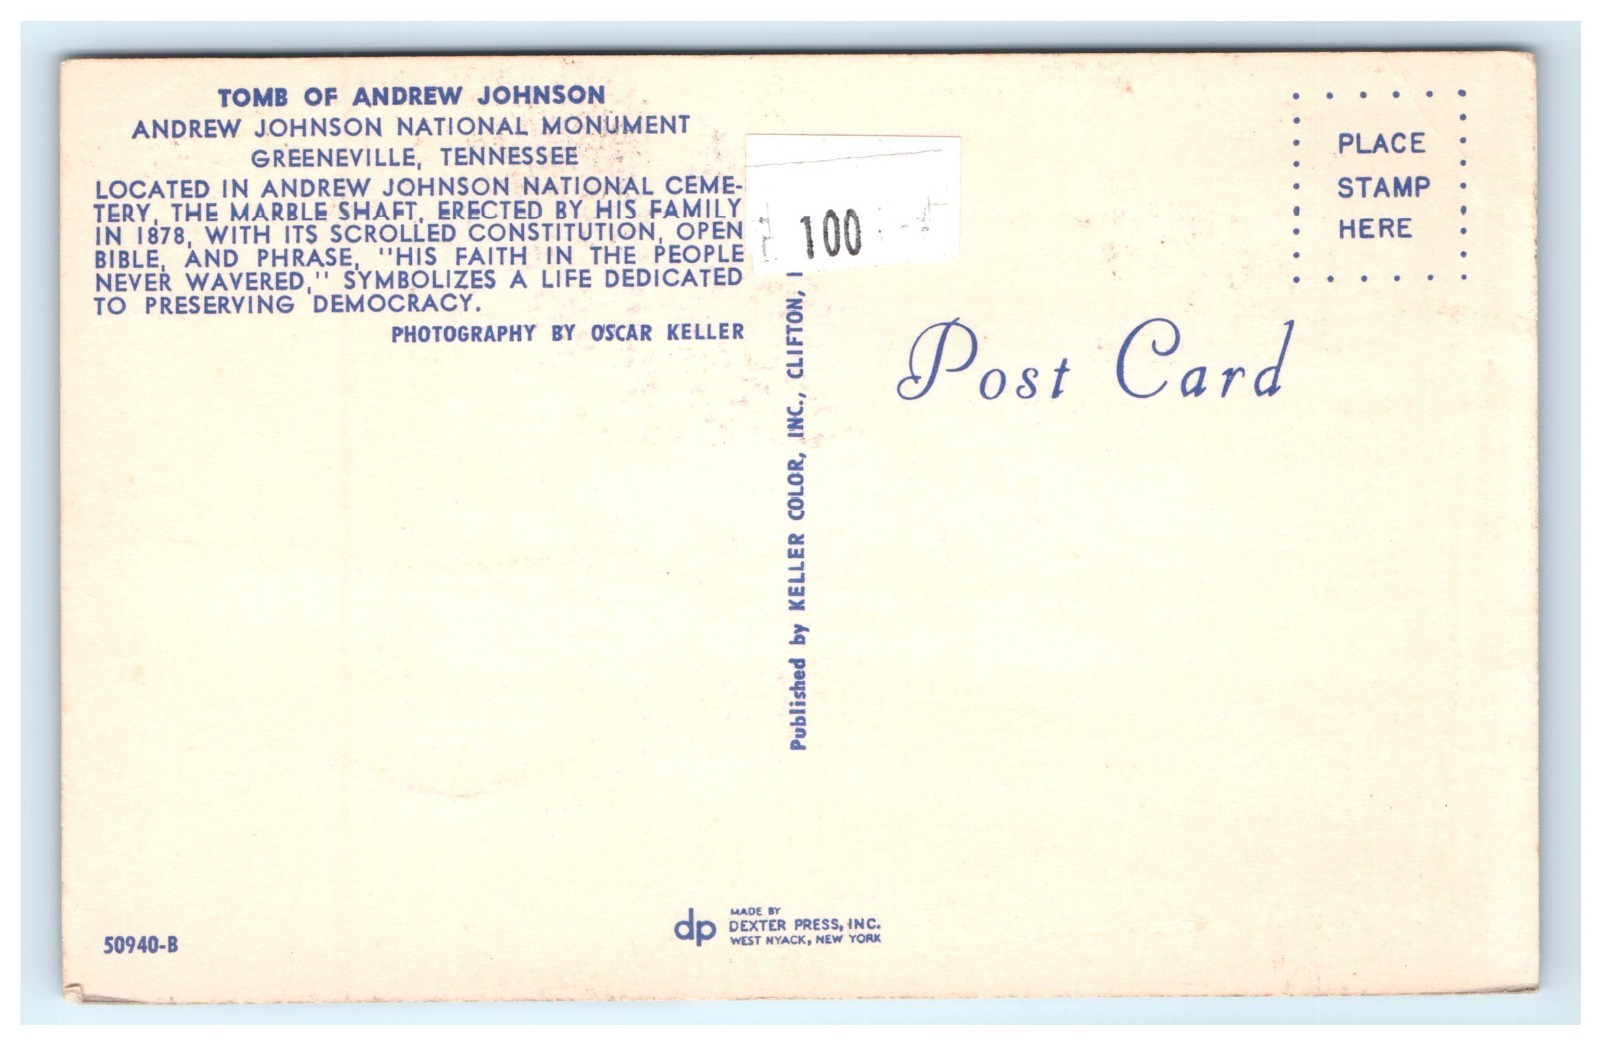 TOMB OF ANDREW JOHNSON
ANDREW JOHNSON NATIONAL MONUMENT
GREENEVILLE, TENNESSEE
LOCATED IN ANDREW JOHNSON NATIONAL CEME-
TERY, THE MARBLE SHAFT, ERECTED BY HIS FAMILY
IN 1878, WITH ITS SCROLLED CONSTITUTION, OPEN
BIBLE, AND PHRASE, "HIS FAITH IN THE PEOPLE
NEVER WAVERED," SYMBOLIZES A LIFE DEDICATED
TO PRESERVING DEMOCRACY.
PHOTOGRAPHY BY OSCAR KELLER
100
Published by KELLER COLOR, INC., CLIFTON,
PLACE
STAMP
HERE
Post Card
50940-B
dp
MADE BY
DEXTER PRESS, INC.
WEST NYACK, NEW YORK